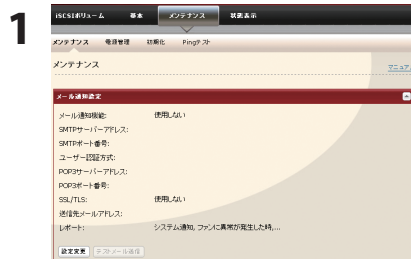 1
iSCSIボリューム 基本 メンテナンス 状態表示
メンテナンス 電源管理 初期化 Pingテスト
メンテナンス
マニュア
メール通知設定
メール通知機能: 使用しない
SMTPサーバーアドレス:
SMTPポート番号:
ユーザー認証方式:
POP3サーバーアドレス:
POP3ポート番号:
SSL/TLS: 使用しない
送信先メールアドレス:
レポート: システム通知, ファンに異常が発生した時,...
設定変更 テストメール送信